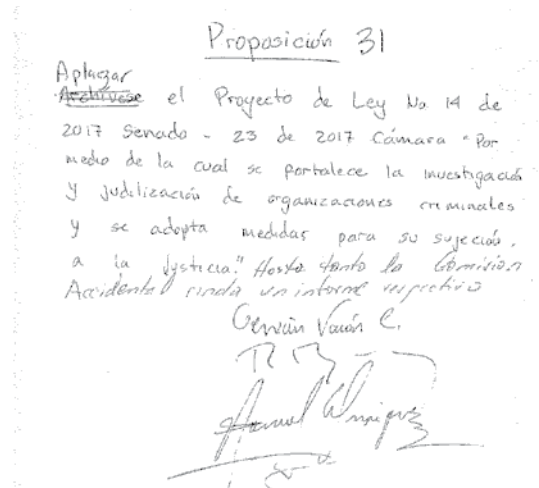 Proposición 31
Aplazar
Archívese el Proyecto de Ley No 14 de
2017 Senado - 23 de 2017 Cámara "Por
medio de la cual se fortalece la investigación
y judilización de organizaciones criminales
y se adopta medidas para su sujeción,
a la justicia." Hasta tanto la Comision
Accidental rinda un informe respectivo
Germán Varón C.